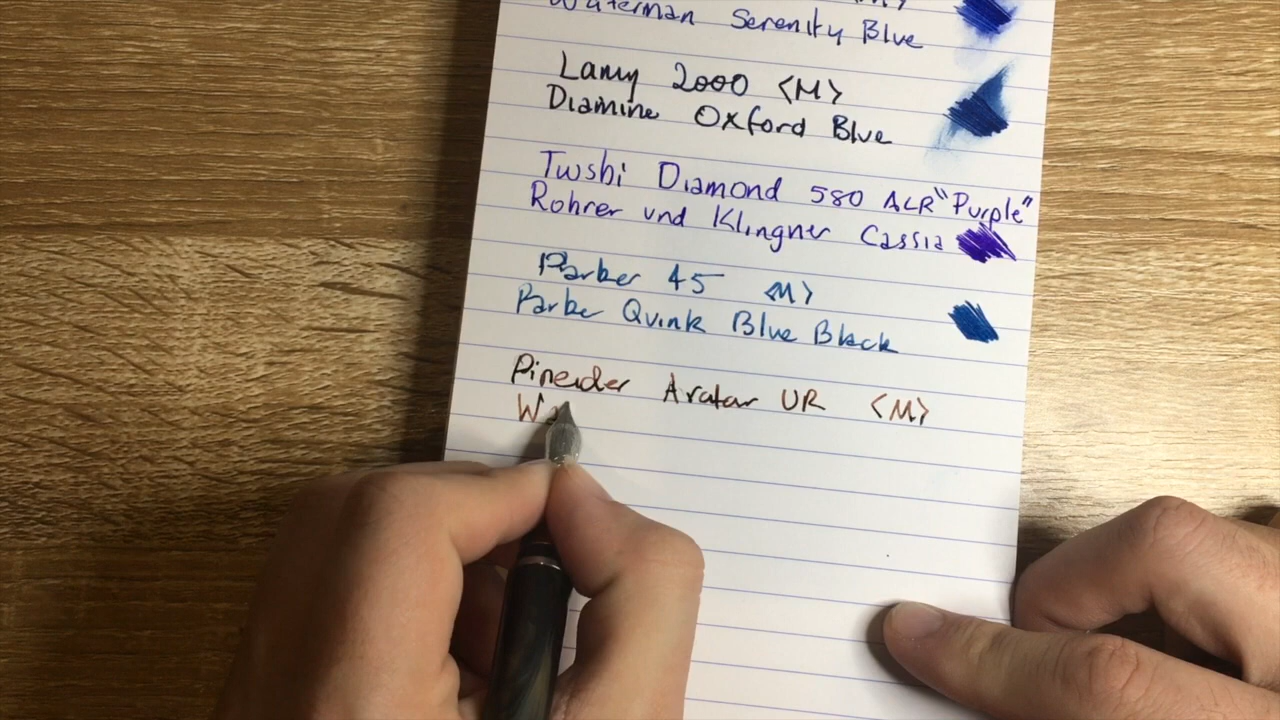 Waterman Serenity Blue
Lamy 2000 <M>
Diamine Oxford Blue
Twsbi Diamond 580 ALR "Purple"
Rohrer und Klingner Cassia
Parker 45 <M>
Parker Quink Blue Black
Pineider Avatar UR <M>
Wa